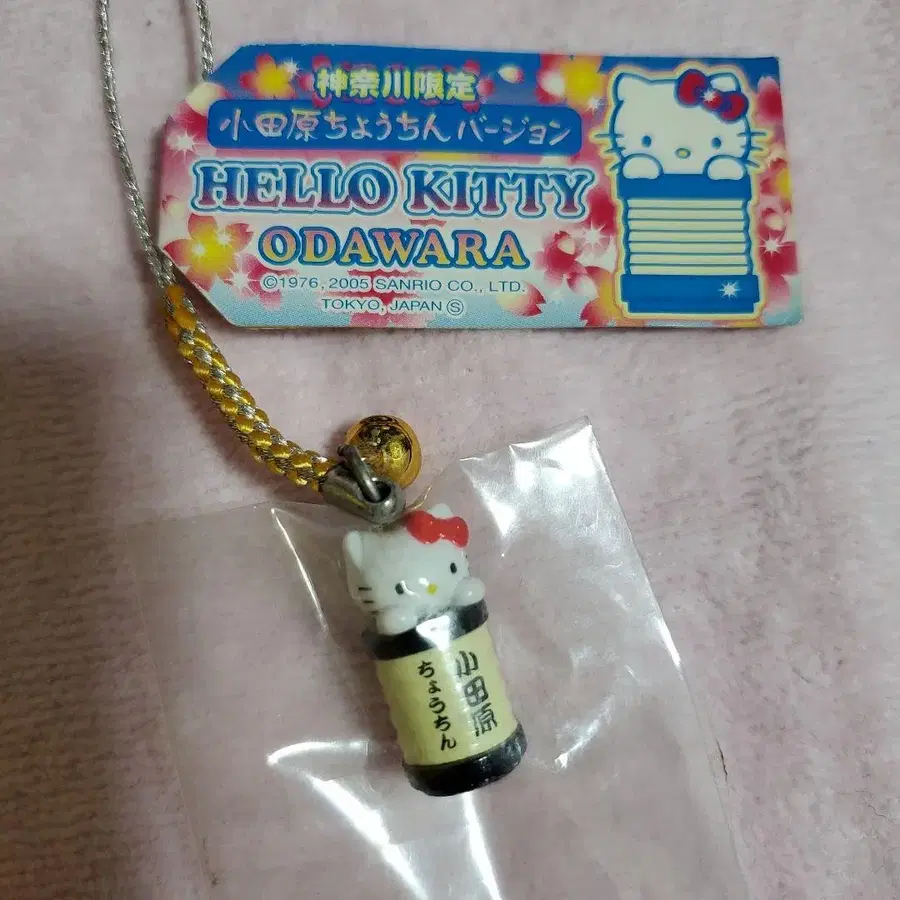 神奈川限定
小田原ちょうちんバージョン
HELLO KITTY
ODAWARA
©1976, 2005 SANRIO CO., LTD.
TOKYO, JAPAN Ⓢ
小田原
ちょうちん